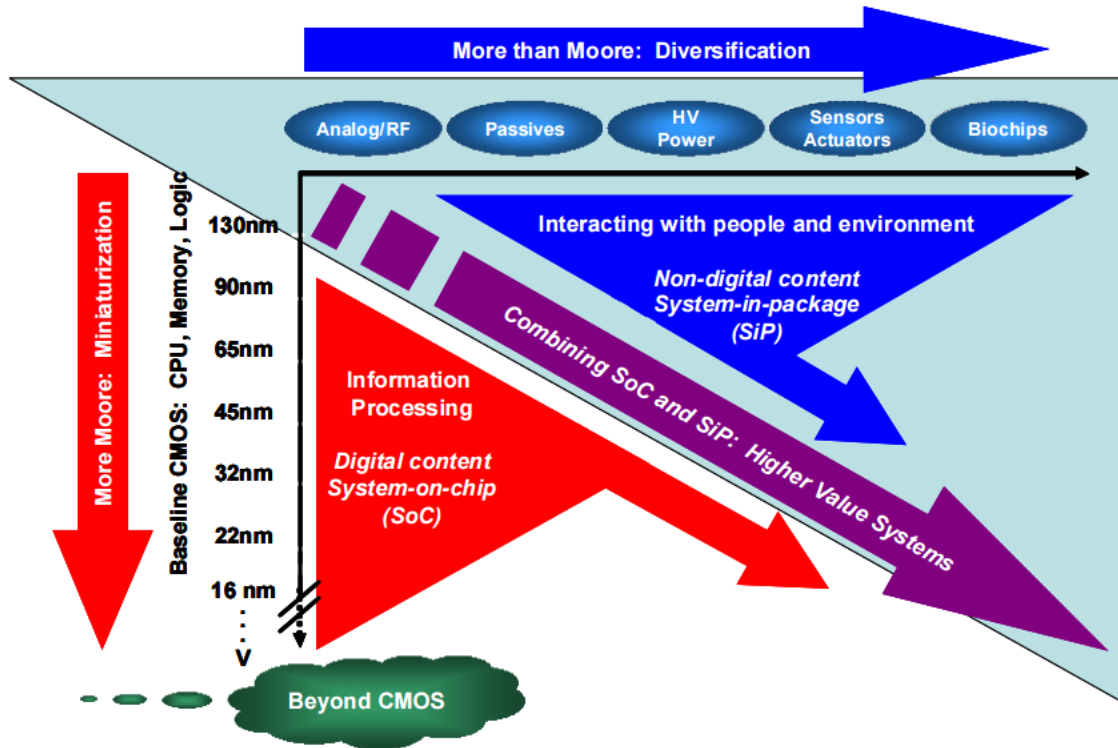 More than Moore: Diversification
Analog/RF
Passives
HV
Power
Sensors
Actuators
Biochips
More Moore: Miniaturization
Baseline CMOS: CPU, Memory, Logic
130nm
90nm
65nm
45nm
32nm
22nm
16 nm
V
Interacting with people and environment
Non-digital content
System-in-package
(SiP)
Combining SoC and SiP: Higher Value Systems
Information
Processing
Digital content
System-on-chip
(SoC)
Beyond CMOS